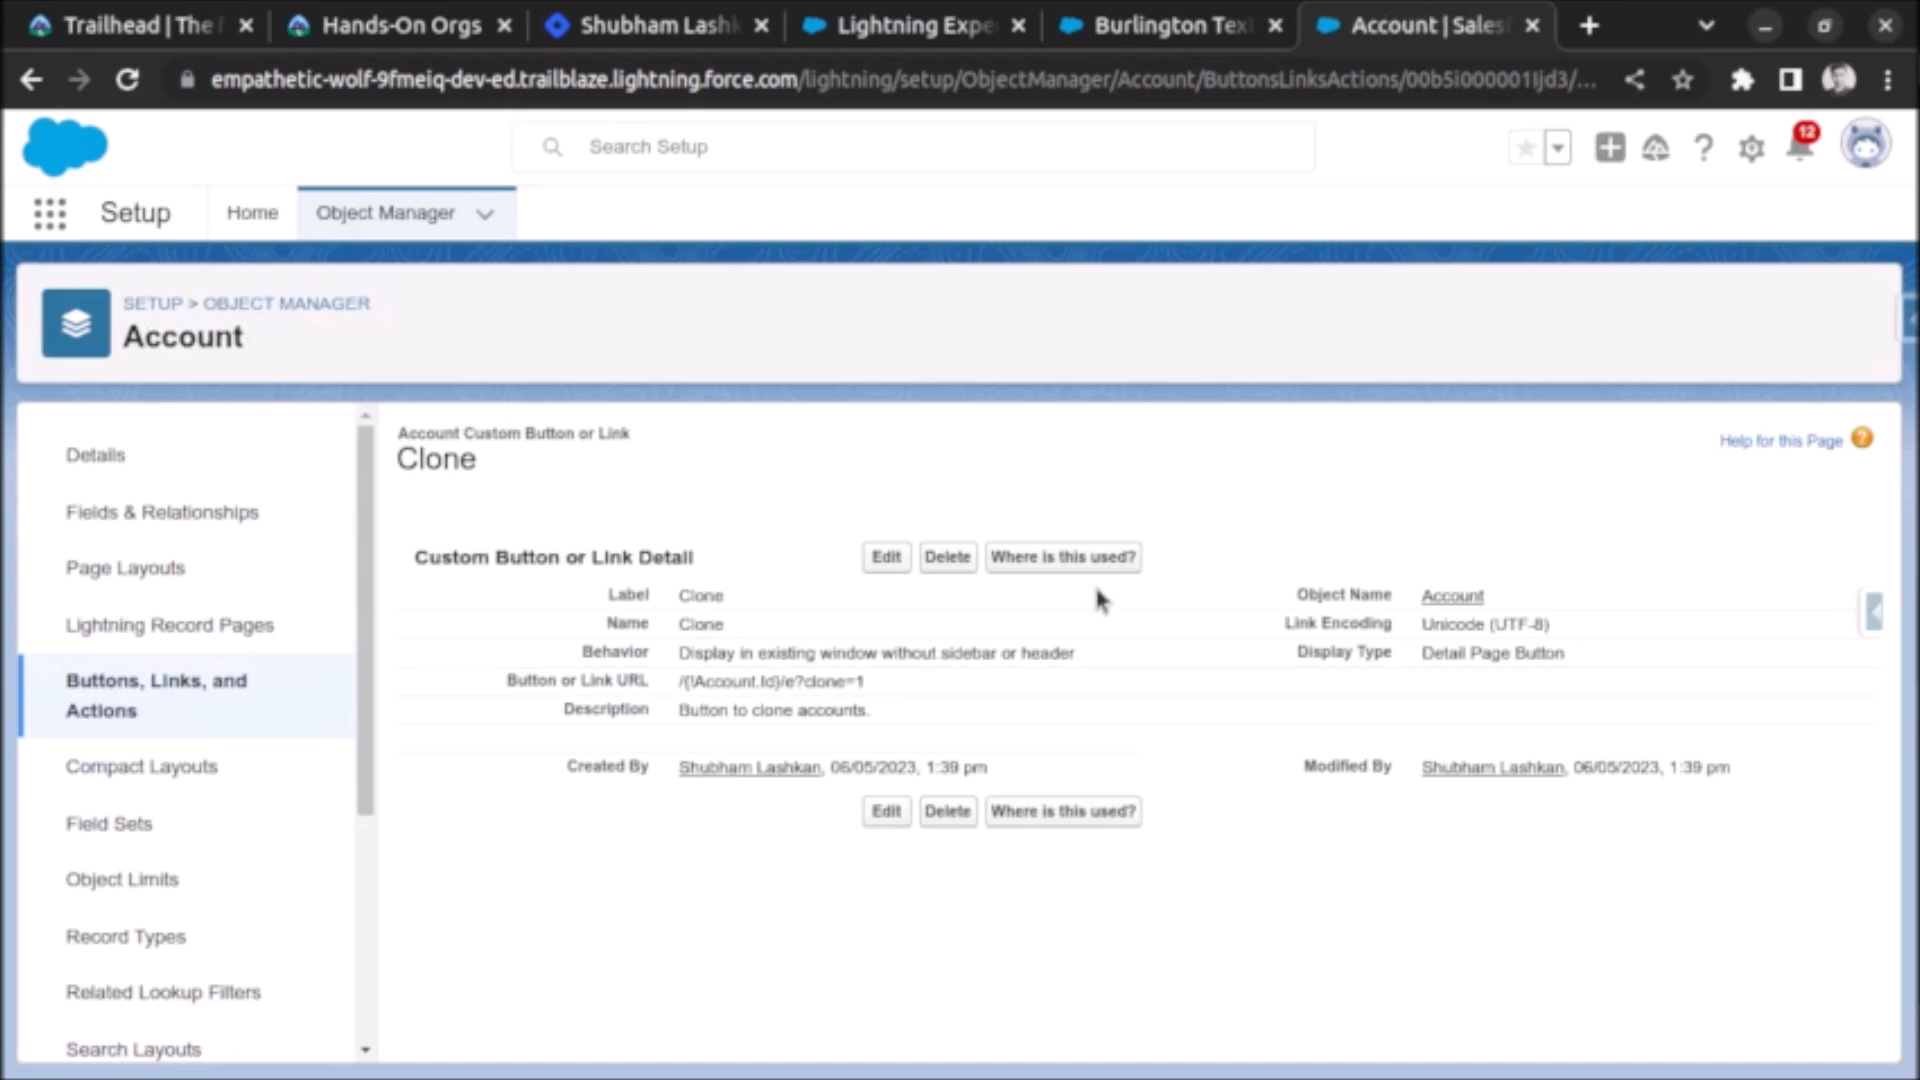 Trailhead | The
Hands-On Orgs
Shubham Lash
Lightning Expe
Burlington Tex
Account | Sales
empathetic-wolf-9fmeiq-dev-ed.trailblaze.lightning.force.com/lightning/setup/ObjectManager/Account/ButtonsLinksActions/00b5i000001Ijd3/...
Search Setup
12
Setup
Home
Object Manager
SETUP > OBJECT MANAGER
Account
Details
Fields & Relationships
Page Layouts
Lightning Record Pages
Buttons, Links, and
Actions
Compact Layouts
Field Sets
Object Limits
Record Types
Related Lookup Filters
Search Layouts
Account Custom Button or Link
Clone
Help for this Page
Custom Button or Link Detail
Edit Delete Where is this used?
Label Clone Object Name Account
Name Clone Link Encoding Unicode (UTF-8)
Behavior Display in existing window without sidebar or header Display Type Detail Page Button
Button or Link URL /{!Account.Id}/e?clone=1
Description Button to clone accounts.
Created By Shubham Lashkan, 06/05/2023, 1:39 pm Modified By Shubham Lashkan, 06/05/2023, 1:39 pm
Edit Delete Where is this used?